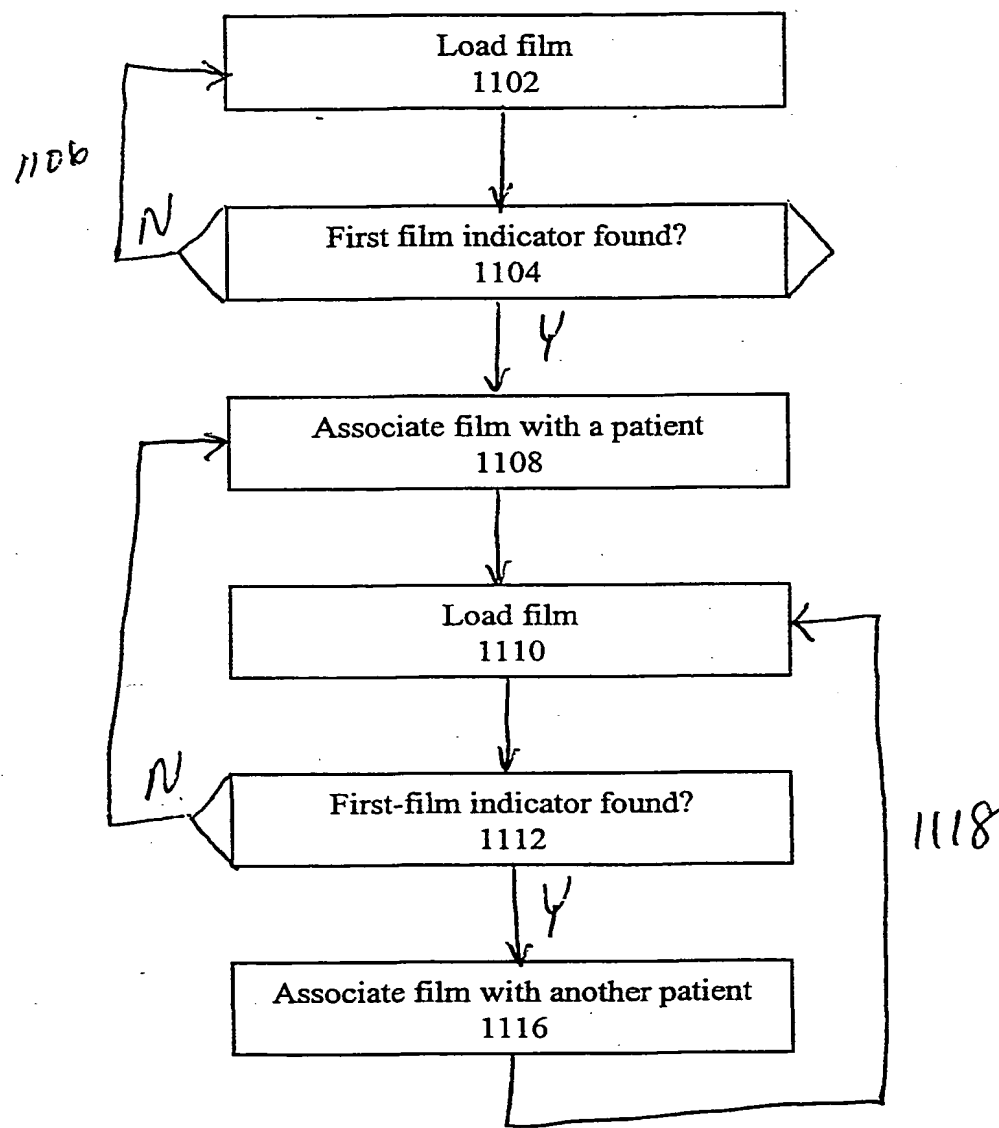 Load film
1102
1106
N
First film indicator found?
1104
Y
Associate film with a patient
1108
Load film
1110
N
First-film indicator found?
1112
1118
Y
Associate film with another patient
1116